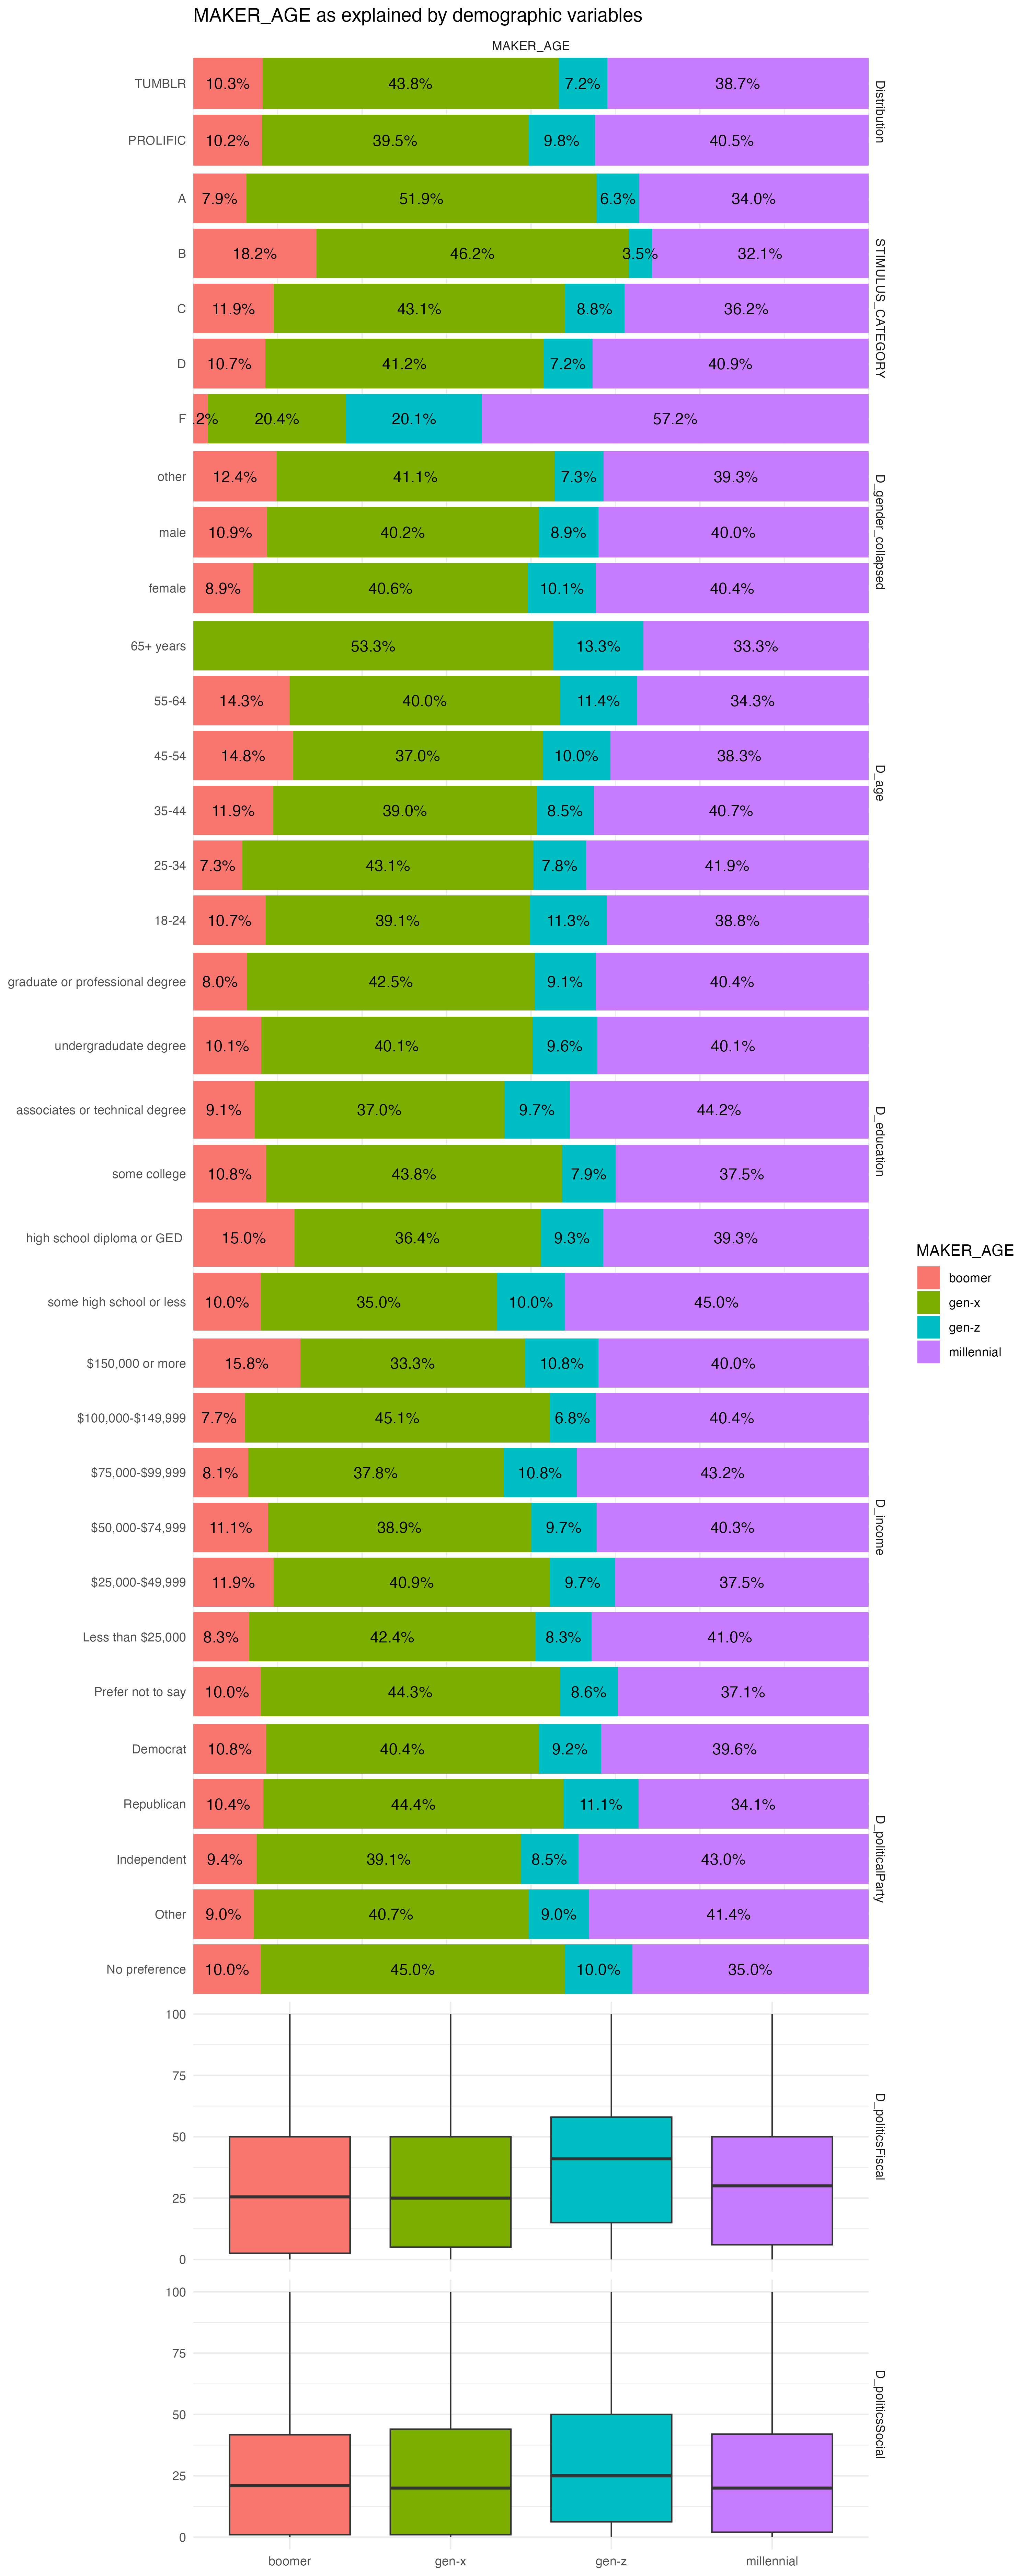 MAKER_AGE as explained by demographic variables
MAKER_AGE
TUMBLR 10.3% 43.8% 7.2% 38.7%
PROLIFIC 10.2% 39.5% 9.8% 40.5%
Distribution
A 7.9% 51.9% 6.3% 34.0%
B 18.2% 46.2% 3.5% 32.1%
C 11.9% 43.1% 8.8% 36.2%
D 10.7% 41.2% 7.2% 40.9%
F .2% 20.4% 20.1% 57.2%
STIMULUS_CATEGORY
other 12.4% 41.1% 7.3% 39.3%
male 10.9% 40.2% 8.9% 40.0%
female 8.9% 40.6% 10.1% 40.4%
D_gender_collapsed
65+ years 53.3% 13.3% 33.3%
55-64 14.3% 40.0% 11.4% 34.3%
45-54 14.8% 37.0% 10.0% 38.3%
35-44 11.9% 39.0% 8.5% 40.7%
25-34 7.3% 43.1% 7.8% 41.9%
18-24 10.7% 39.1% 11.3% 38.8%
D_age
graduate or professional degree 8.0% 42.5% 9.1% 40.4%
undergradudate degree 10.1% 40.1% 9.6% 40.1%
associates or technical degree 9.1% 37.0% 9.7% 44.2%
some college 10.8% 43.8% 7.9% 37.5%
high school diploma or GED 15.0% 36.4% 9.3% 39.3%
some high school or less 10.0% 35.0% 10.0% 45.0%
D_education
$150,000 or more 15.8% 33.3% 10.8% 40.0%
$100,000-$149,999 7.7% 45.1% 6.8% 40.4%
$75,000-$99,999 8.1% 37.8% 10.8% 43.2%
$50,000-$74,999 11.1% 38.9% 9.7% 40.3%
$25,000-$49,999 11.9% 40.9% 9.7% 37.5%
Less than $25,000 8.3% 42.4% 8.3% 41.0%
Prefer not to say 10.0% 44.3% 8.6% 37.1%
D_income
Democrat 10.8% 40.4% 9.2% 39.6%
Republican 10.4% 44.4% 11.1% 34.1%
Independent 9.4% 39.1% 8.5% 43.0%
Other 9.0% 40.7% 9.0% 41.4%
No preference 10.0% 45.0% 10.0% 35.0%
D_politicalParty
100
75
50
25
0
D_politicsFiscal
100
75
50
25
0
D_politicsSocial
boomer gen-x gen-z millennial
MAKER_AGE
boomer
gen-x
gen-z
millennial